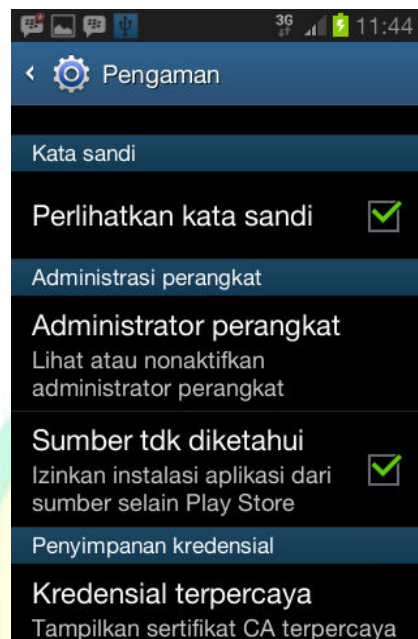 3G 11:44
Pengaman
Kata sandi
Perlihatkan kata sandi
Administrasi perangkat
Administrator perangkat
Lihat atau nonaktifkan
administrator perangkat
Sumber tdk diketahui
Izinkan instalasi aplikasi dari
sumber selain Play Store
Penyimpanan kredensial
Kredensial terpercaya
Tampilkan sertifikat CA terpercaya